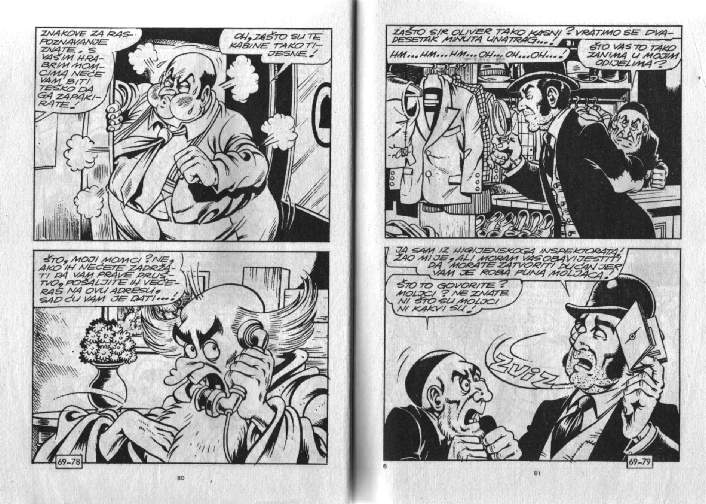 ZNAKOVE ZA RAS-
POZNAVANJE
ZNATE. S
VAŠIM HRA-
BRIM MOM-
CIMA NEĆE
VAM BITI
TEŠKO DA
GA ZAPAKI-
RATE!
OH, ZAŠTO SU TE
KABINE TAKO TI-
JESNE!
ŠTO, MOJI MOMCI? NE,
AKO IH NEĆETE ZADRŽA-
TI DA VAM PRAVE DRUŠ-
TVO, POŠALJITE IH VEČE-
RAS NA OVU ADRESU,
SAD ĆU VAM JE DATI...!
69-78
80
ZAŠTO SIR OLIVER TAKO KASNI? VRATIMO SE DVA-
DESETAK MINUTA UNATRAG...!
HM... HM... HM... OH... OH... OH...!
ŠTO VAS TO TAKO
ZANIMA U MOJIM
ODIJELIMA?
JA SAM IZ HIGIJENSKOGA INSPEKTORATA!
ŽAO MI JE, ALI MORAM VAS OBAVIJESTITI
DA MORATE ZATVORITI DUĆAN JER
VAM JE ROBA PUNA MOLJACA!
ŠTO TO GOVORITE?
MOLJCI? NE ZNATE
NI ŠTO SU MOLJCI
NI KAKVI SU!
ZVIZ
6
81
69-79